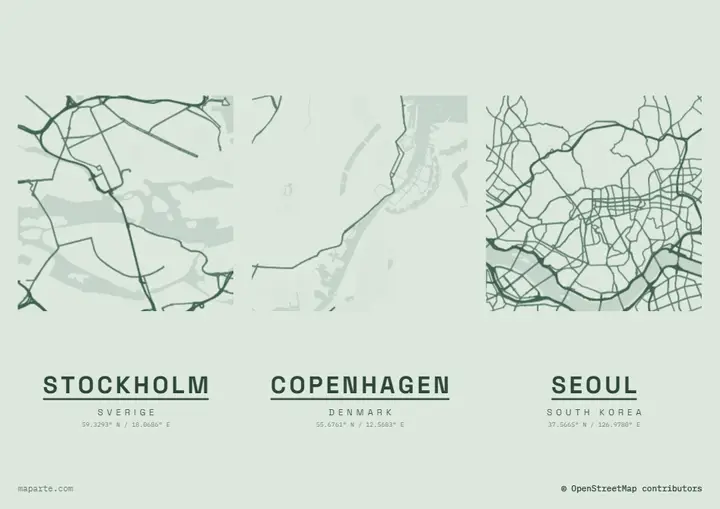 STOCKHOLM
SVERIGE
59.3293° N / 18.0686° E
COPENHAGEN
DENMARK
55.6761° N / 12.5683° E
SEOUL
SOUTH KOREA
37.5665° N / 126.9780° E
maparte.com
© OpenStreetMap contributors